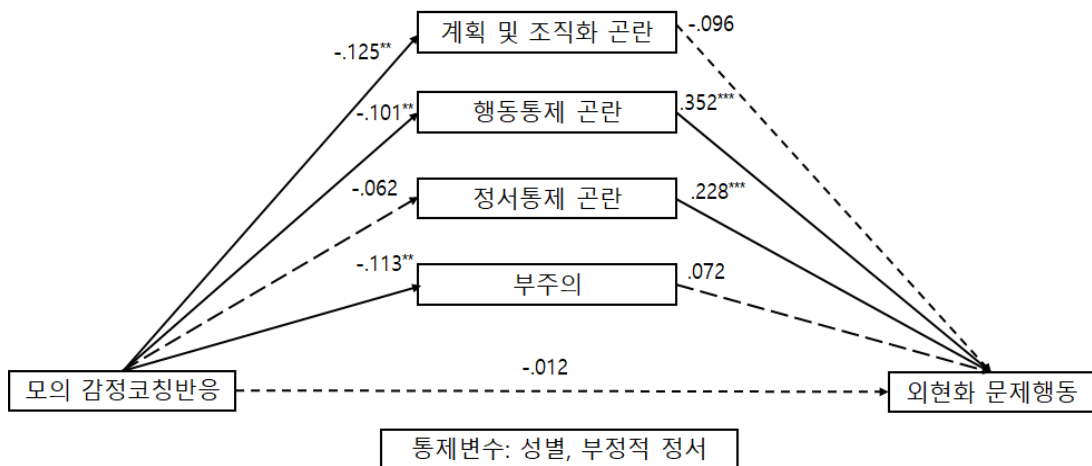 계획 및 조직화 곤란
-.096
-.125**
행동통제 곤란
.352***
-.101**
정서통제 곤란
.228***
-.062
부주의
.072
-.113**
모의 감정코칭반응
-.012
외현화 문제행동
통제변수: 성별, 부정적 정서